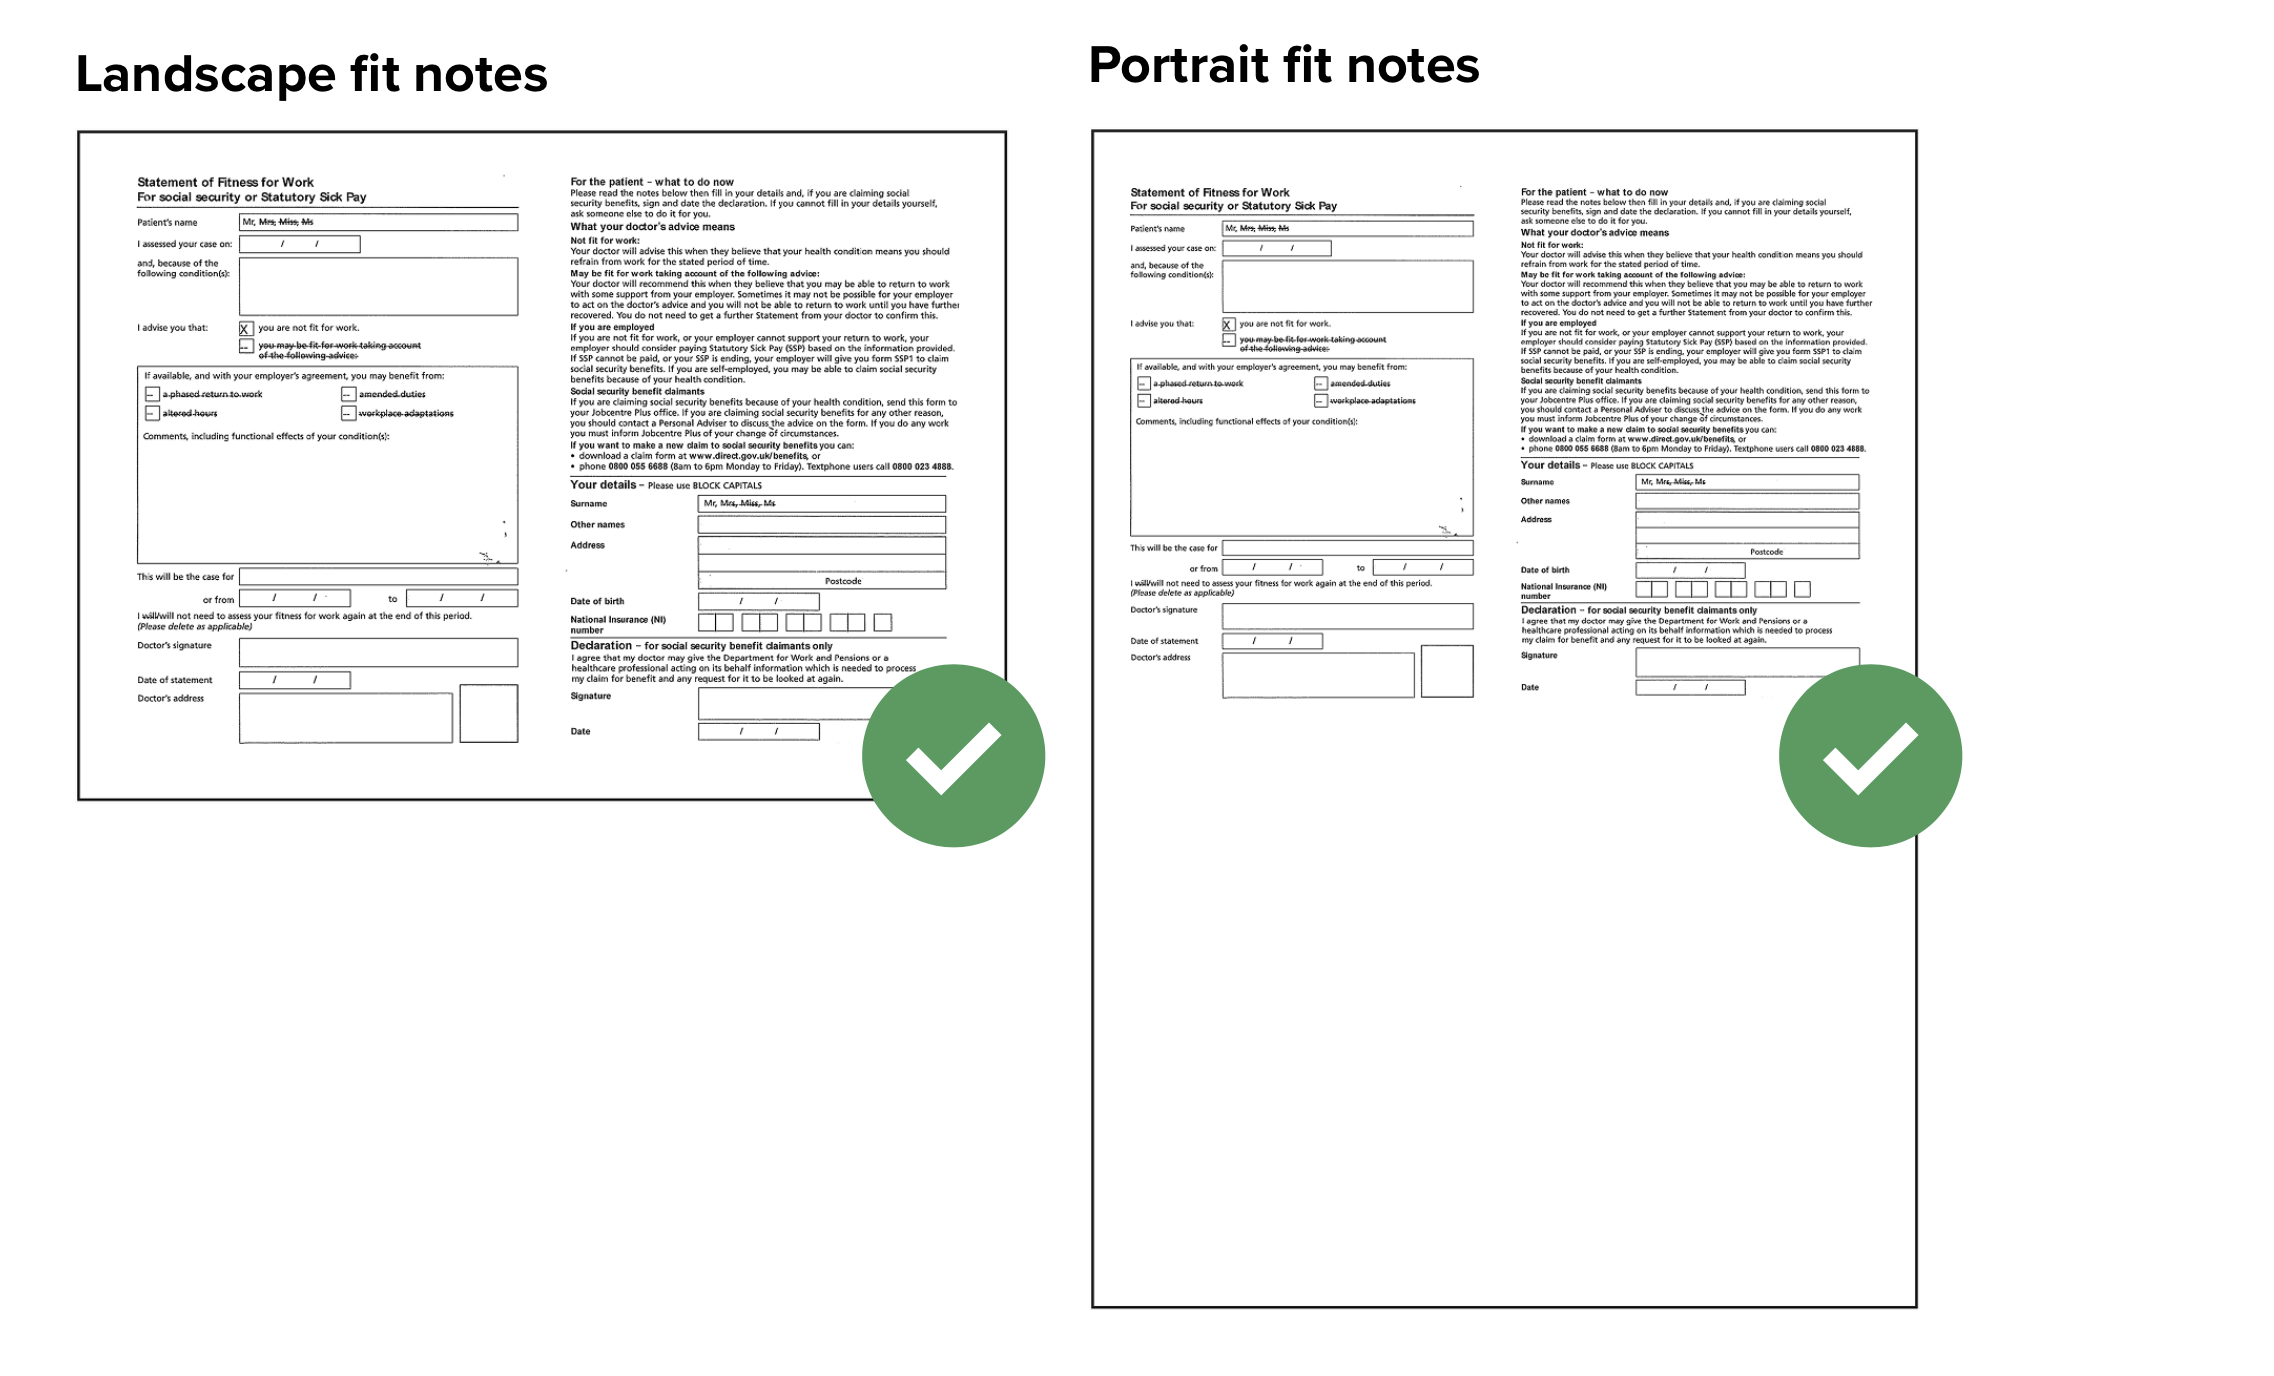 Landscape fit notes
Statement of Fitness for Work
For social security or Statutory Sick Pay
Patient's name
Mr, Mrs, Miss, Ms
I assessed your case on:
/ /
and, because of the
following condition(s):
I advise you that:
X you are not fit for work.
-- you may be fit for work taking account
of the following advice:
If available, and with your employer's agreement, you may benefit from:
-- a phased return to work
-- amended duties
-- altered hours
-- workplace adaptations
Comments, including functional effects of your condition(s):
This will be the case for
or from / / to / /
I will/will not need to assess your fitness for work again at the end of this period.
(Please delete as applicable)
Doctor's signature
Date of statement / /
Doctor's address
For the patient – what to do now
Please read the notes below then fill in your details and, if you are claiming social
security benefits, sign and date the declaration. If you cannot fill in your details yourself,
ask someone else to do it for you.
What your doctor's advice means
Not fit for work:
Your doctor will advise this when they believe that your health condition means you should
refrain from work for the stated period of time.
May be fit for work taking account of the following advice:
Your doctor will recommend this when they believe that you may be able to return to work
with some support from your employer. Sometimes it may not be possible for your employer
to act on the doctor's advice and you will not be able to return to work until you have further
recovered. You do not need to get a further Statement from your doctor to confirm this.
If you are employed
If you are not fit for work, or your employer cannot support your return to work, your
employer should consider paying Statutory Sick Pay (SSP) based on the information provided.
If SSP cannot be paid, or your SSP is ending, your employer will give you form SSP1 to claim
social security benefits. If you are self-employed, you may be able to claim social security
benefits because of your health condition.
Social security benefit claimants
If you are claiming social security benefits because of your health condition, send this form to
your Jobcentre Plus office. If you are claiming social security benefits for any other reason,
you should contact a Personal Adviser to discuss the advice on the form. If you do any work
you must inform Jobcentre Plus of your change of circumstances.
If you want to make a new claim to social security benefits you can:
• download a claim form at www.direct.gov.uk/benefits, or
• phone 0800 055 6688 (8am to 6pm Monday to Friday). Textphone users call 0800 023 4888.
Your details – Please use BLOCK CAPITALS
Surname
Mr, Mrs, Miss, Ms
Other names
Address
Postcode
Date of birth / /
National Insurance (NI)
number
Declaration – for social security benefit claimants only
I agree that my doctor may give the Department for Work and Pensions or a
healthcare professional acting on its behalf information which is needed to process
my claim for benefit and any request for it to be looked at again.
Signature
Date / /
Portrait fit notes
Statement of Fitness for Work
For social security or Statutory Sick Pay
Patient's name
Mr, Mrs, Miss, Ms
I assessed your case on:
/ /
and, because of the
following condition(s):
I advise you that:
X you are not fit for work.
-- you may be fit for work taking account
of the following advice:
If available, and with your employer's agreement, you may benefit from:
-- a phased return to work
-- amended duties
-- altered hours
-- workplace adaptations
Comments, including functional effects of your condition(s):
This will be the case for
or from / / to / /
I will/will not need to assess your fitness for work again at the end of this period.
(Please delete as applicable)
Doctor's signature
Date of statement / /
Doctor's address
For the patient – what to do now
Please read the notes below then fill in your details and, if you are claiming social
security benefits, sign and date the declaration. If you cannot fill in your details yourself,
ask someone else to do it for you.
What your doctor's advice means
Not fit for work:
Your doctor will advise this when they believe that your health condition means you should
refrain from work for the stated period of time.
May be fit for work taking account of the following advice:
Your doctor will recommend this when they believe that you may be able to return to work
with some support from your employer. Sometimes it may not be possible for your employer
to act on the doctor's advice and you will not be able to return to work until you have further
recovered. You do not need to get a further Statement from your doctor to confirm this.
If you are employed
If you are not fit for work, or your employer cannot support your return to work, your
employer should consider paying Statutory Sick Pay (SSP) based on the information provided.
If SSP cannot be paid, or your SSP is ending, your employer will give you form SSP1 to claim
social security benefits. If you are self-employed, you may be able to claim social security
benefits because of your health condition.
Social security benefit claimants
If you are claiming social security benefits because of your health condition, send this form to
your Jobcentre Plus office. If you are claiming social security benefits for any other reason,
you should contact a Personal Adviser to discuss the advice on the form. If you do any work
you must inform Jobcentre Plus of your change of circumstances.
If you want to make a new claim to social security benefits you can:
• download a claim form at www.direct.gov.uk/benefits, or
• phone 0800 055 6688 (8am to 6pm Monday to Friday). Textphone users call 0800 023 4888.
Your details – Please use BLOCK CAPITALS
Surname
Mr, Mrs, Miss, Ms
Other names
Address
Postcode
Date of birth / /
National Insurance (NI)
number
Declaration – for social security benefit claimants only
I agree that my doctor may give the Department for Work and Pensions or a
healthcare professional acting on its behalf information which is needed to process
my claim for benefit and any request for it to be looked at again.
Signature
Date / /